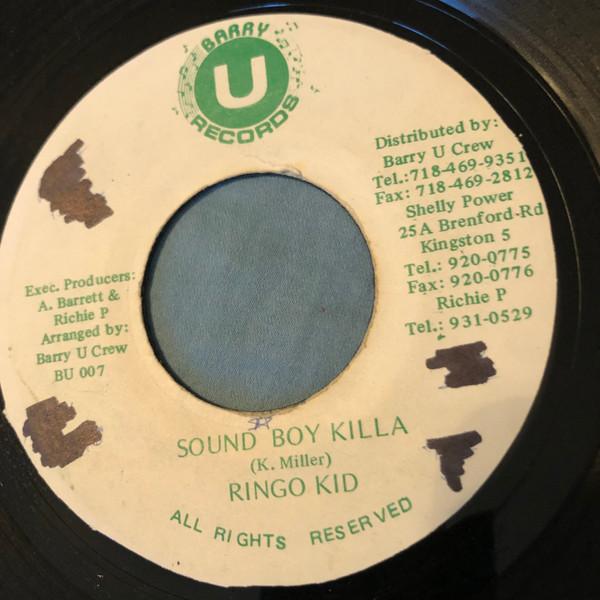 BARRY
U
RECORDS
Distributed by:
Barry U Crew
Tel.:718-469-9351
Fax: 718-469-2812
Shelly Power
25A Brenford-Rd
Kingston 5
Tel.: 920-0775
Fax: 920-0776
Richie P
Tel.: 931-0529
Exec. Producers:
A. Barrett &
Richie P
Arranged by:
Barry U Crew
BU 007
SOUND BOY KILLA
(K. Miller)
RINGO KID
ALL RIGHTS RESERVED